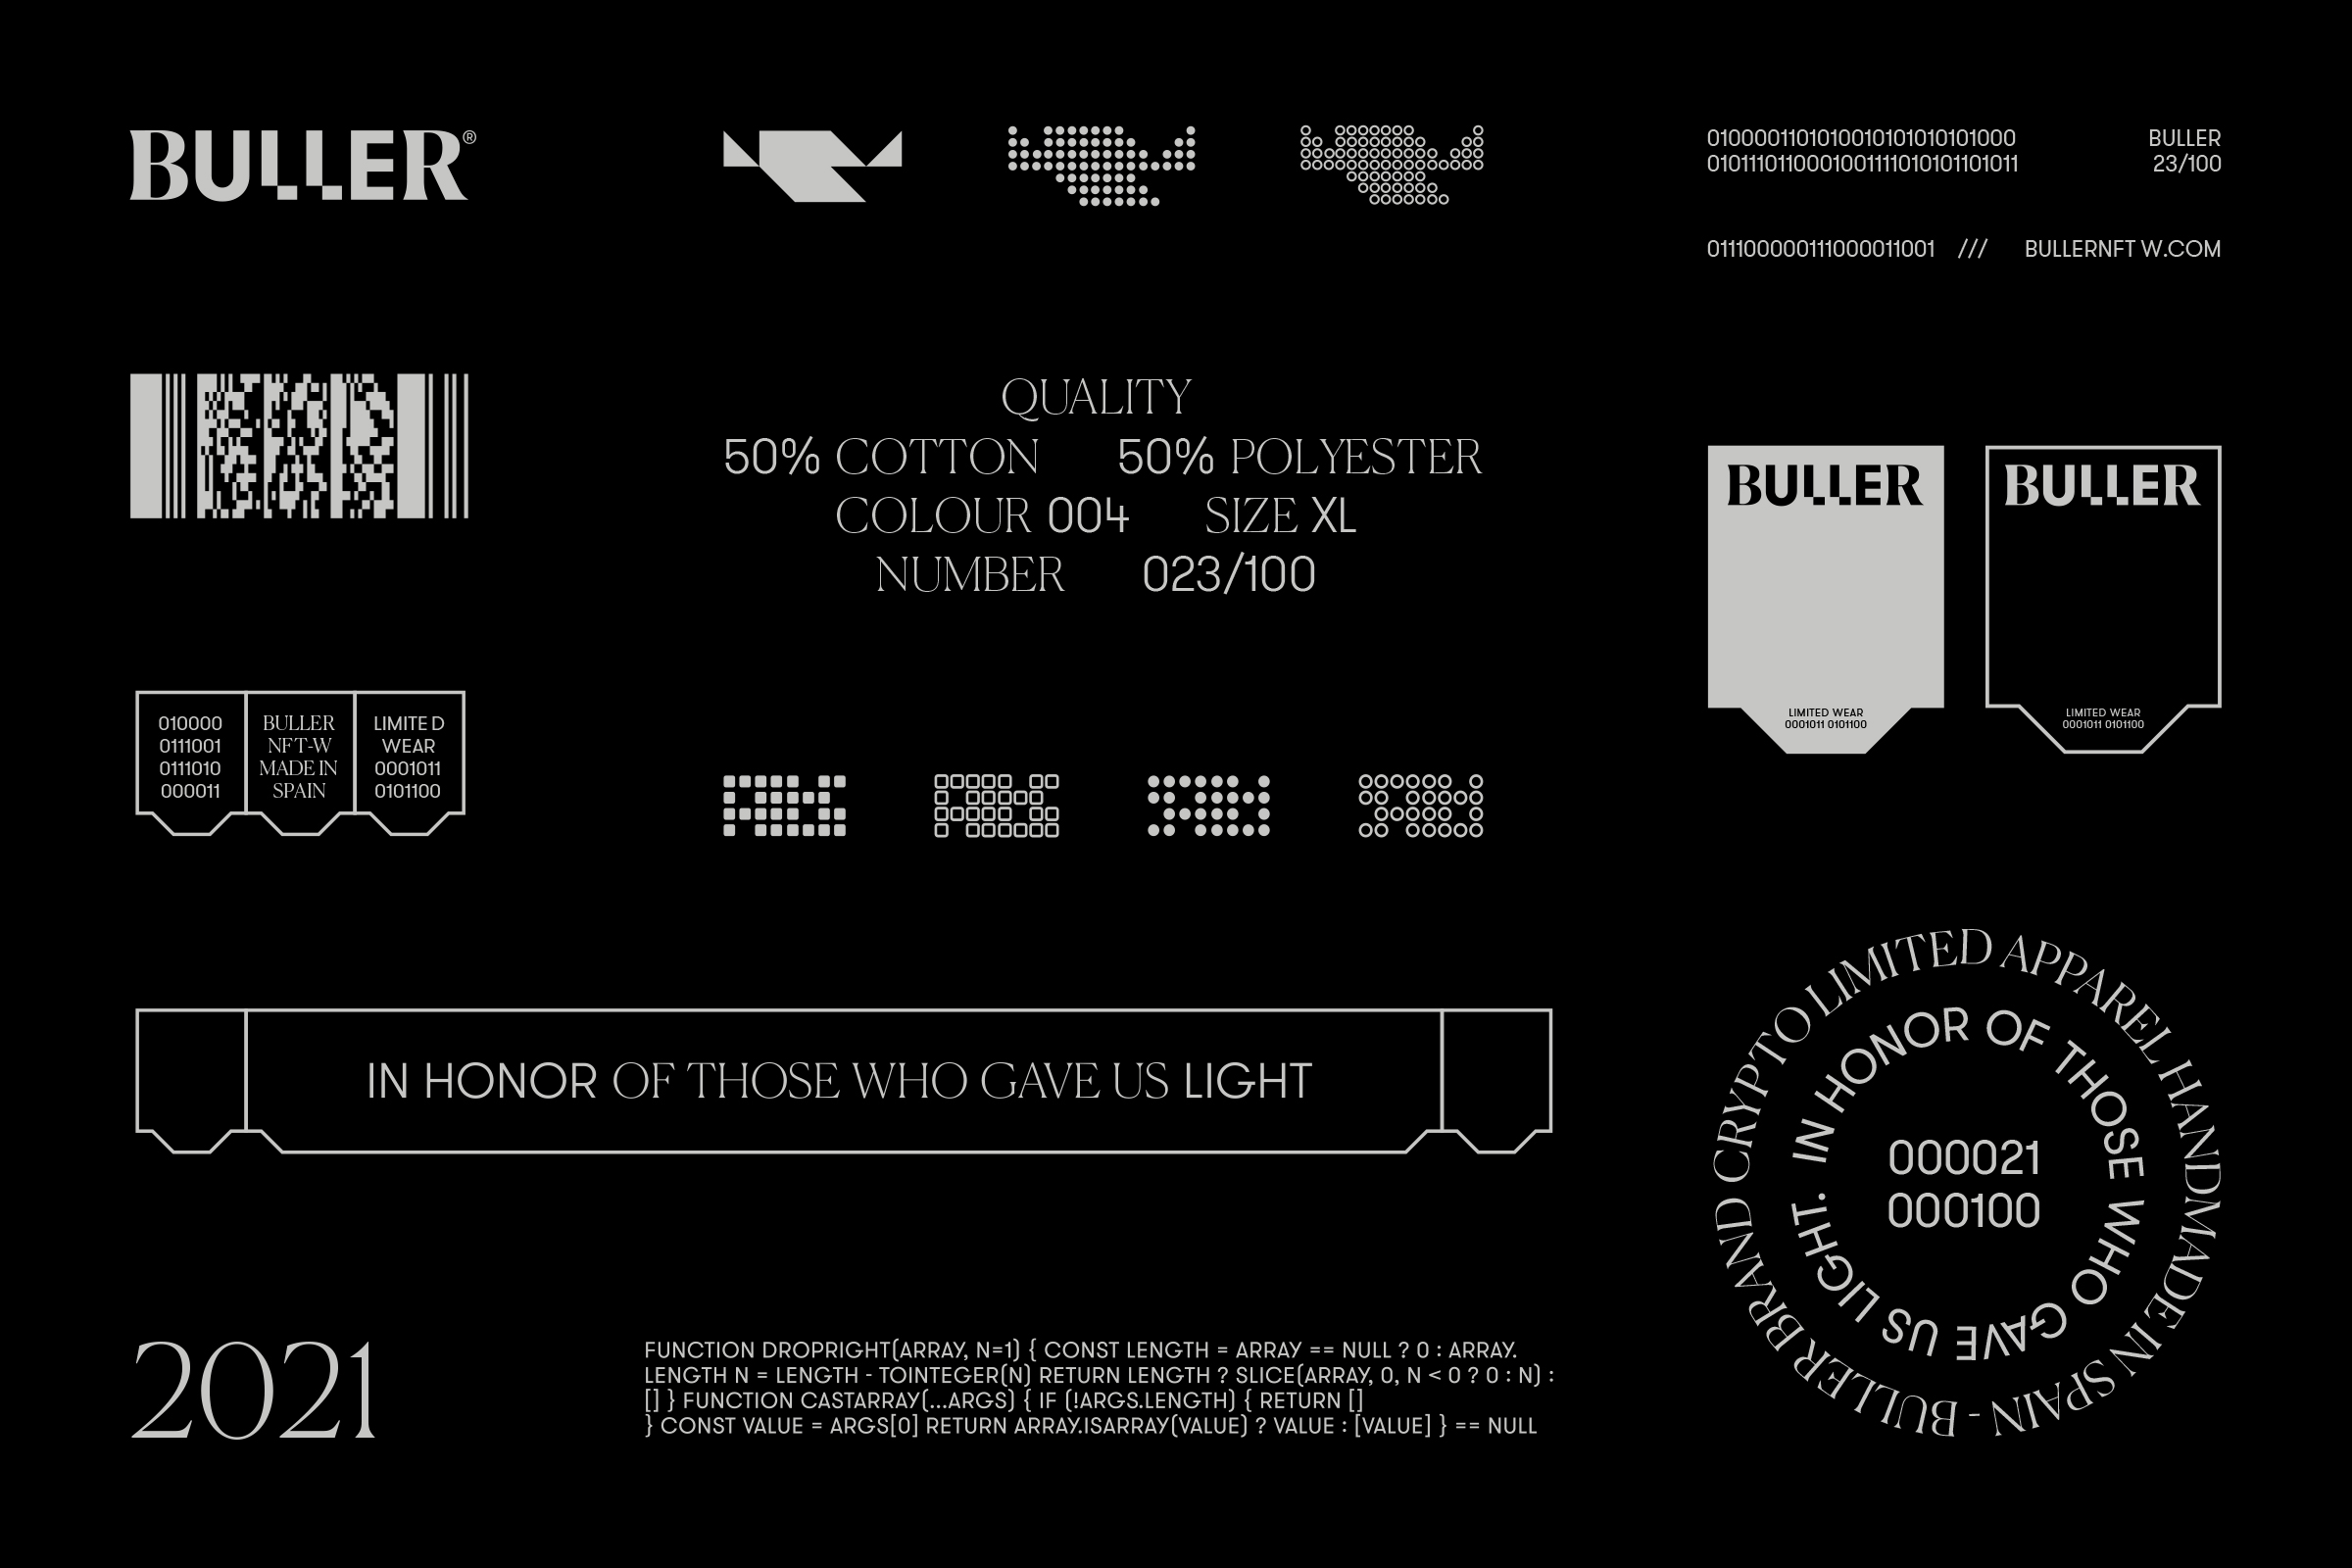 BULLER®
0100001101010010101010101000 BULLER
0101110110001001111010101101011 23/100
011100000111000011001 /// BULLERNFT W.COM
QUALITY
50% COTTON 50% POLYESTER
COLOUR 004 SIZE XL
NUMBER 023/100
BULLER
LIMITED WEAR
0001011 0101100
BULLER
LIMITED WEAR
0001011 0101100
010000
0111001
0111010
000011
BULLER
NFT-W
MADE IN
SPAIN
LIMITE D
WEAR
0001011
0101100
IN HONOR OF THOSE WHO GAVE US LIGHT
BULLER BRAND CRYPTO LIMITED APPAREL HANDMADE IN SPAIN -
IN HONOR OF THOSE WHO GAVE US LIGHT.
000021
000100
2021
FUNCTION DROPRIGHT(ARRAY, N=1) { CONST LENGTH = ARRAY == NULL ? 0 : ARRAY.
LENGTH N = LENGTH - TOINTEGER(N) RETURN LENGTH ? SLICE(ARRAY, 0, N < 0 ? 0 : N) :
[] } FUNCTION CASTARRAY(...ARGS) { IF (!ARGS.LENGTH) { RETURN []
} CONST VALUE = ARGS[0] RETURN ARRAY.ISARRAY(VALUE) ? VALUE : [VALUE] } == NULL